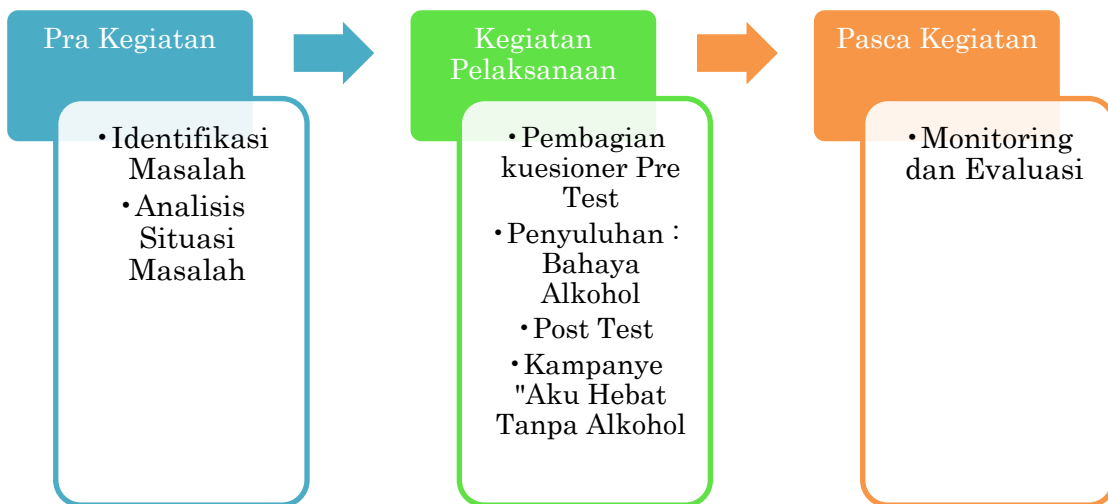 Pra Kegiatan
•Identifikasi
Masalah
•Analisis
Situasi
Masalah
Kegiatan
Pelaksanaan
•Pembagian
kuesioner Pre
Test
•Penyuluhan :
Bahaya
Alkohol
•Post Test
•Kampanye
"Aku Hebat
Tanpa Alkohol
Pasca Kegiatan
•Monitoring
dan Evaluasi